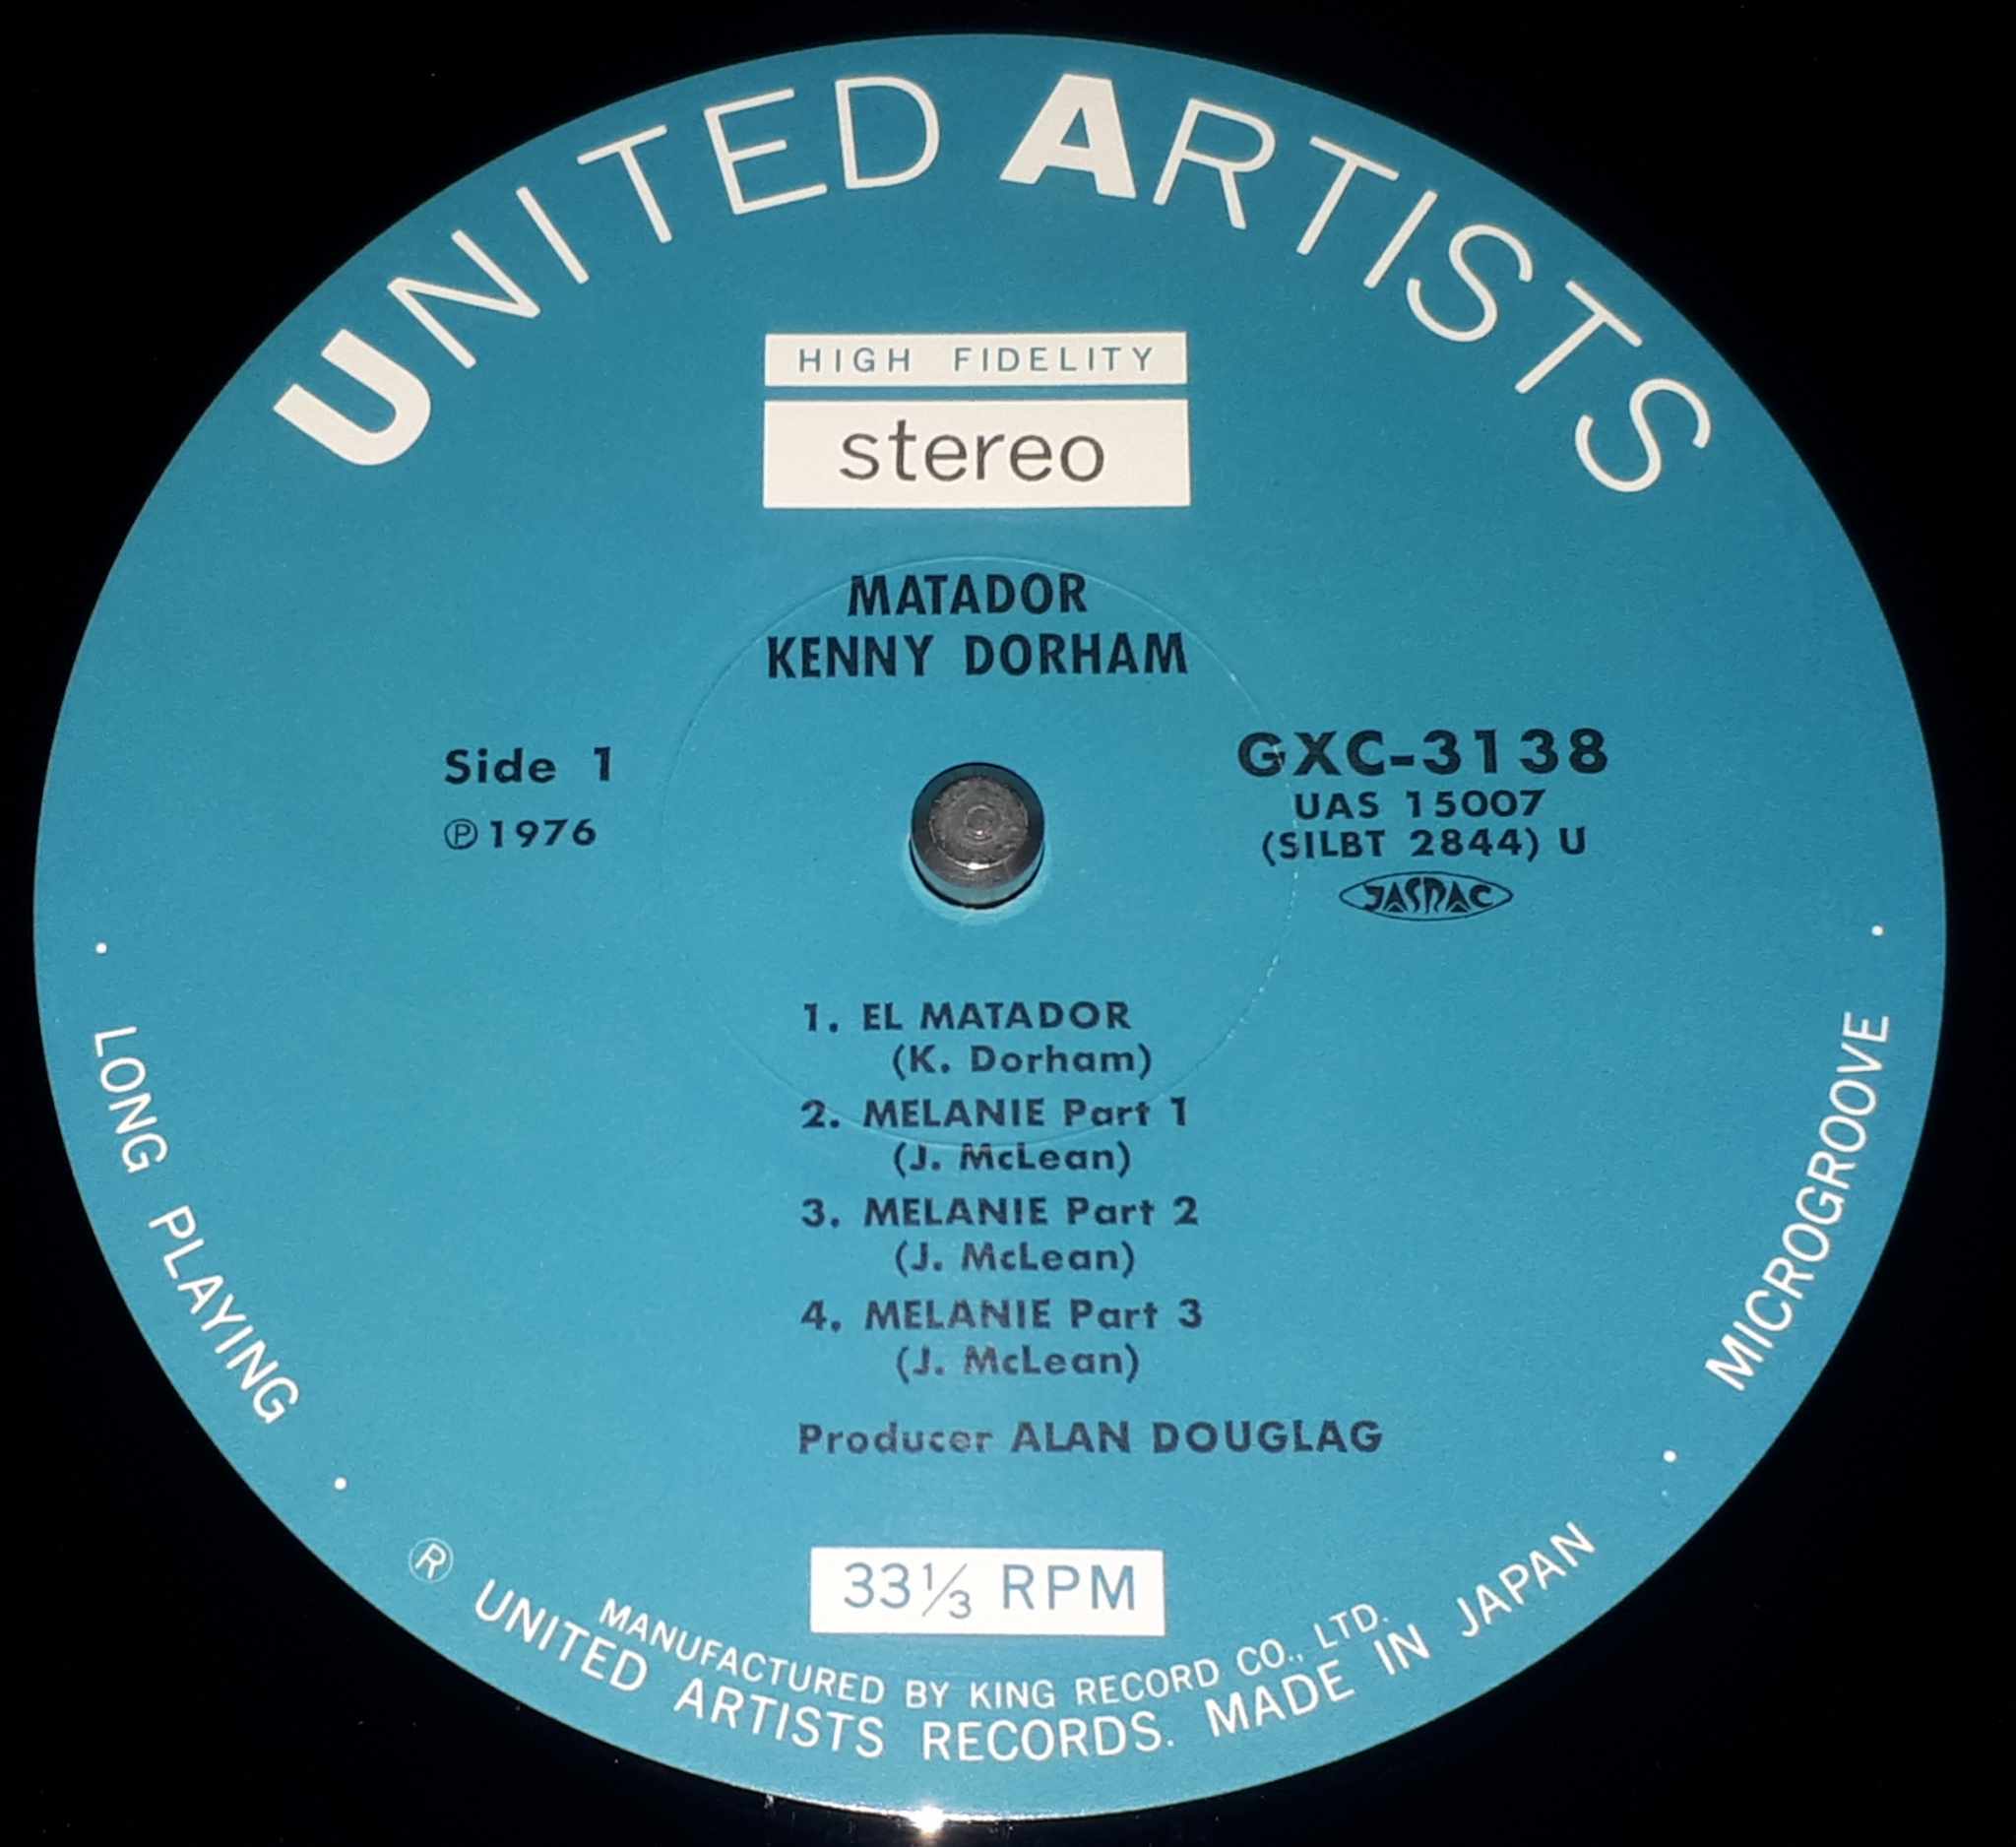 UNITED ARTISTS
HIGH FIDELITY
stereo
MATADOR
KENNY DORHAM
Side 1
℗1976
GXC-3138
UAS 15007
(SILBT 2844) U
JASRAC
1. EL MATADOR
(K. Dorham)
2. MELANIE Part 1
(J. McLean)
3. MELANIE Part 2
(J. McLean)
4. MELANIE Part 3
(J. McLean)
Producer ALAN DOUGLAG
33⅓ RPM
· LONG PLAYING ·
MANUFACTURED BY KING RECORD CO., LTD.
® UNITED ARTISTS RECORDS. MADE IN JAPAN
· MICROGROOVE ·